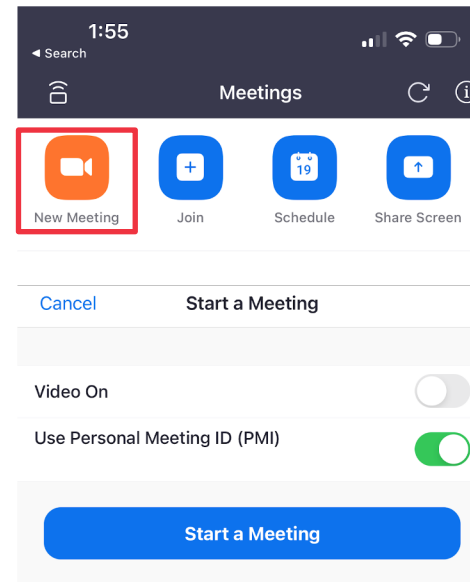 1:55
◄ Search
Meetings
New Meeting
Join
19
Schedule
Share Screen
Cancel
Start a Meeting
Video On
Use Personal Meeting ID (PMI)
Start a Meeting